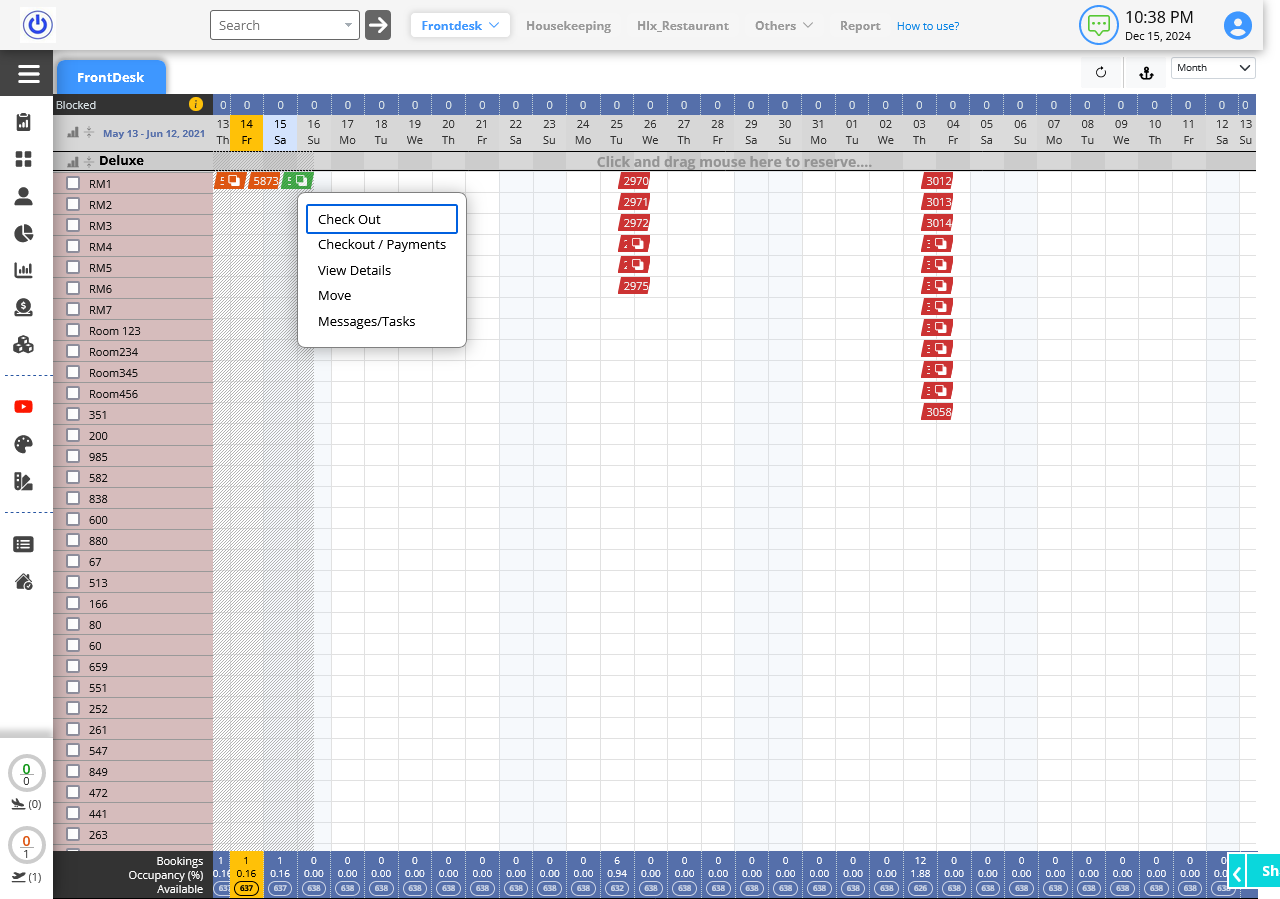 Search
Frontdesk
Housekeeping
Hlx_Restaurant
Others
Report
How to use?
10:38 PM
Dec 15, 2024
FrontDesk
Month
Blocked
0 0 0 0 0 0 0 0 0 0 0 0 0 0 0 0 0 0 0 0 0 0 0 0 0 0 0 0 0 0 0 0
May 13 - Jun 12, 2021
13 14 15 16 17 18 19 20 21 22 23 24 25 26 27 28 29 30 31 01 02 03 04 05 06 07 08 09 10 11 12 13
Th Fr Sa Su Mo Tu We Th Fr Sa Su Mo Tu We Th Fr Sa Su Mo Tu We Th Fr Sa Su Mo Tu We Th Fr Sa Su
Deluxe
Click and drag mouse here to reserve....
RM1 5873 2970 3012
RM2 2971 3013
RM3 2972 3014
RM4
RM5
RM6 2975
RM7
Room 123
Room234
Room345
Room456
351 3058
200
985
582
838
600
880
67
513
166
80
60
659
551
252
261
547
849
472
441
263
Check Out
Checkout / Payments
View Details
Move
Messages/Tasks
0
0
(0)
0
1
(1)
Bookings 1 1 1 0 0 0 0 0 0 0 0 0 6 0 0 0 0 0 0 0 0 12 0 0 0 0 0 0 0 0 0
Occupancy (%) 0.16 0.16 0.16 0.00 0.00 0.00 0.00 0.00 0.00 0.00 0.00 0.00 0.94 0.00 0.00 0.00 0.00 0.00 0.00 0.00 0.00 1.88 0.00 0.00 0.00 0.00 0.00 0.00 0.00 0.00
Available 637 637 638 638 638 638 638 638 638 638 638 632 638 638 638 638 638 638 638 638 626 638 638 638 638 638 638 638 638
Sh